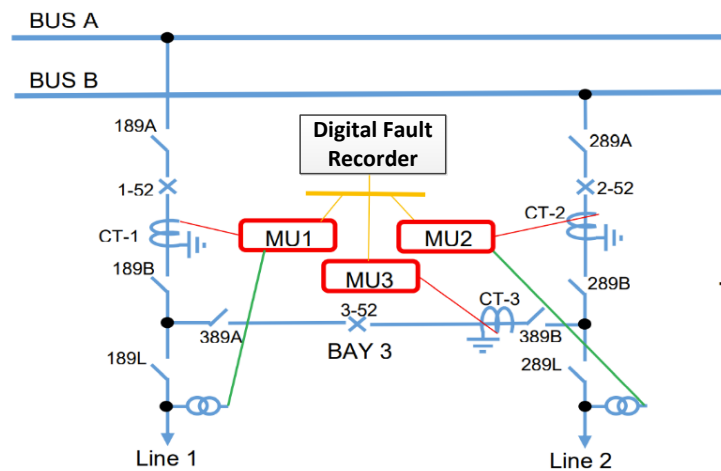 BUS A
BUS B
189A
Digital Fault
Recorder
289A
1-52
2-52
CT-1
MU1
MU2
CT-2
189B
MU3
289B
3-52
CT-3
389A
BAY 3
389B
189L
289L
Line 1
Line 2